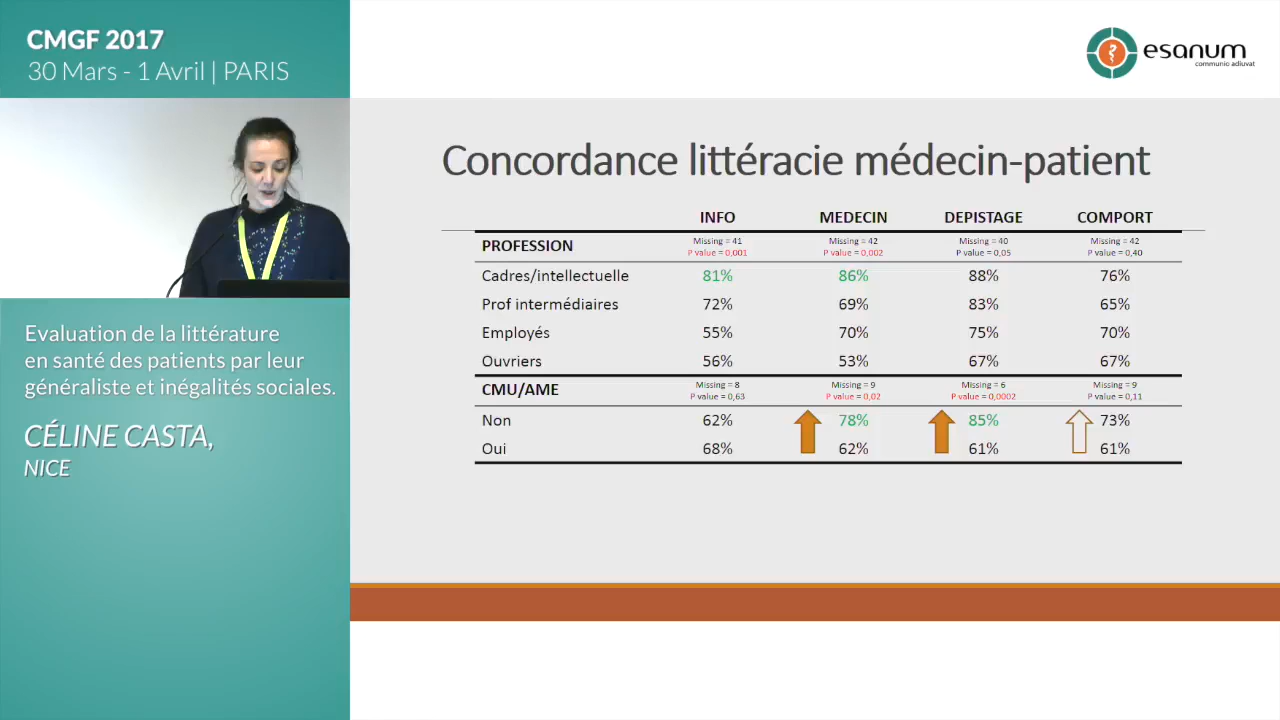 CMGF 2017
30 Mars - 1 Avril | PARIS
esanum
communio adiuvat
Evaluation de la littérature
en santé des patients par leur
généraliste et inégalités sociales.
CÉLINE CASTA,
NICE
Concordance littéracie médecin-patient
INFO MEDECIN DEPISTAGE COMPORT
PROFESSION Missing = 41 Missing = 42 Missing = 40 Missing = 42
P value = 0,001 P value = 0,002 P value = 0,05 P value = 0,40
Cadres/intellectuelle 81% 86% 88% 76%
Prof intermédiaires 72% 69% 83% 65%
Employés 55% 70% 75% 70%
Ouvriers 56% 53% 67% 67%
CMU/AME Missing = 8 Missing = 9 Missing = 6 Missing = 9
P value = 0,63 P value = 0,02 P value = 0,0002 P value = 0,11
Non 62% 78% 85% 73%
Oui 68% 62% 61% 61%